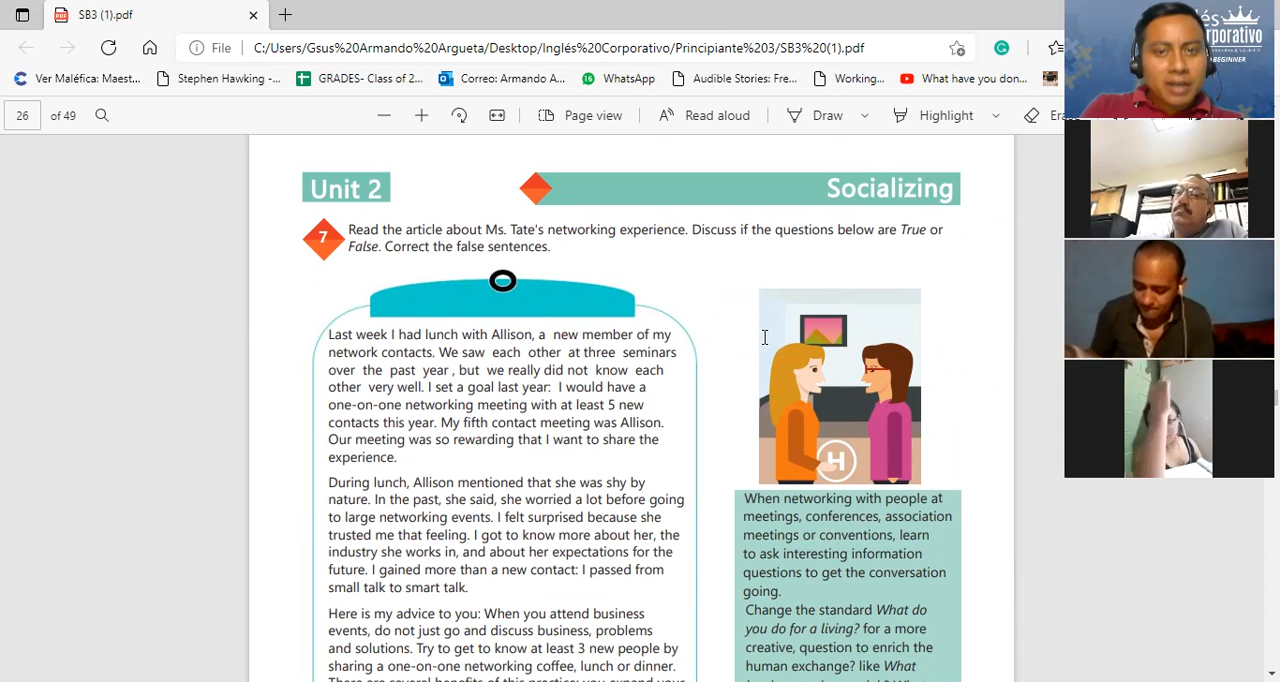 SB3 (1).pdf
File
C:/Users/Gsus%20Armando%20Argueta/Desktop/Inglés%20Corporativo/Principiante%203/SB3%20(1).pdf
Ver Maléfica: Maest...
Stephen Hawking -...
GRADES- Class of 2...
Correo: Armando A...
WhatsApp
Audible Stories: Fre...
Working...
What have you don...
26 of 49
Page view
Read aloud
Draw
Highlight
Unit 2
Socializing
7
Read the article about Ms. Tate's networking experience. Discuss if the questions below are True or
False. Correct the false sentences.
Last week I had lunch with Allison, a new member of my
network contacts. We saw each other at three seminars
over the past year , but we really did not know each
other very well. I set a goal last year: I would have a
one-on-one networking meeting with at least 5 new
contacts this year. My fifth contact meeting was Allison.
Our meeting was so rewarding that I want to share the
experience.
During lunch, Allison mentioned that she was shy by
nature. In the past, she said, she worried a lot before going
to large networking events. I felt surprised because she
trusted me that feeling. I got to know more about her, the
industry she works in, and about her expectations for the
future. I gained more than a new contact: I passed from
small talk to smart talk.
Here is my advice to you: When you attend business
events, do not just go and discuss business, problems
and solutions. Try to get to know at least 3 new people by
sharing a one-on-one networking coffee, lunch or dinner.
There are several benefits of this practice: you expand your
H
When networking with people at
meetings, conferences, association
meetings or conventions, learn
to ask interesting information
questions to get the conversation
going.
Change the standard What do
you do for a living? for a more
creative, question to enrich the
human exchange? like What